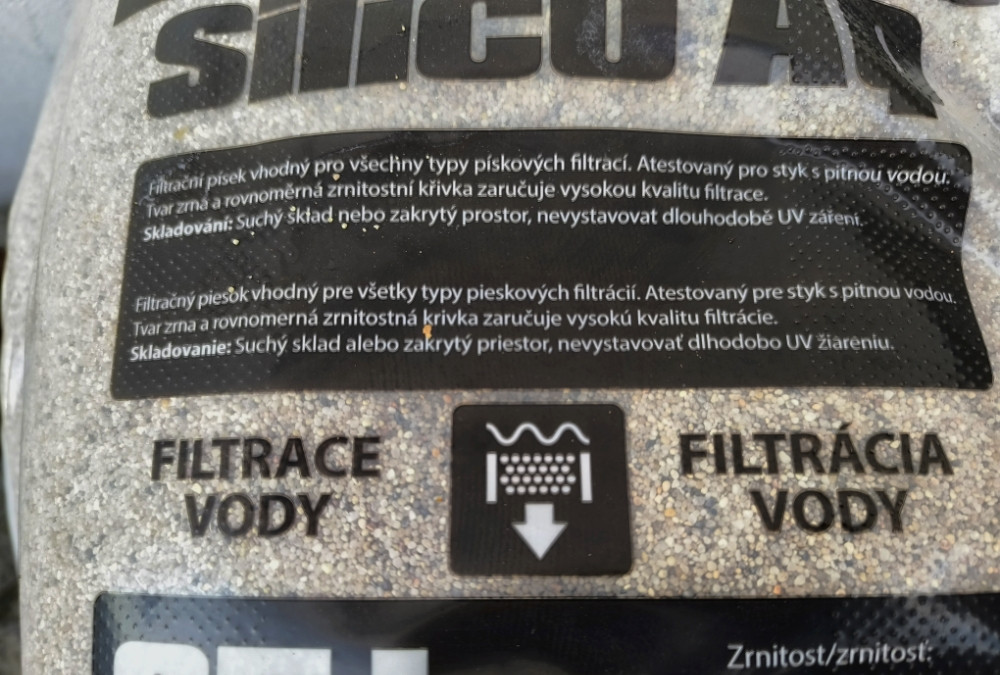 silico Aq
Filtrační písek vhodný pro všechny typy pískových filtrací. Atestovaný pro styk s pitnou vodou.
Tvar zrna a rovnoměrná zrnitostní křivka zaručuje vysokou kvalitu filtrace.
Skladování: Suchý sklad nebo zakrytý prostor, nevystavovat dlouhodobě UV záření.
Filtračný piesok vhodný pre všetky typy pieskových filtrácií. Atestovaný pre styk s pitnou vodou.
Tvar zrna a rovnomerná zrnitostná krivka zaručuje vysokú kvalitu filtrácie.
Skladovanie: Suchý sklad alebo zakrytý priestor, nevystavovať dlhodobo UV žiareniu.
FILTRACE
VODY
FILTRÁCIA
VODY
Zrnitost/zrnitosť: